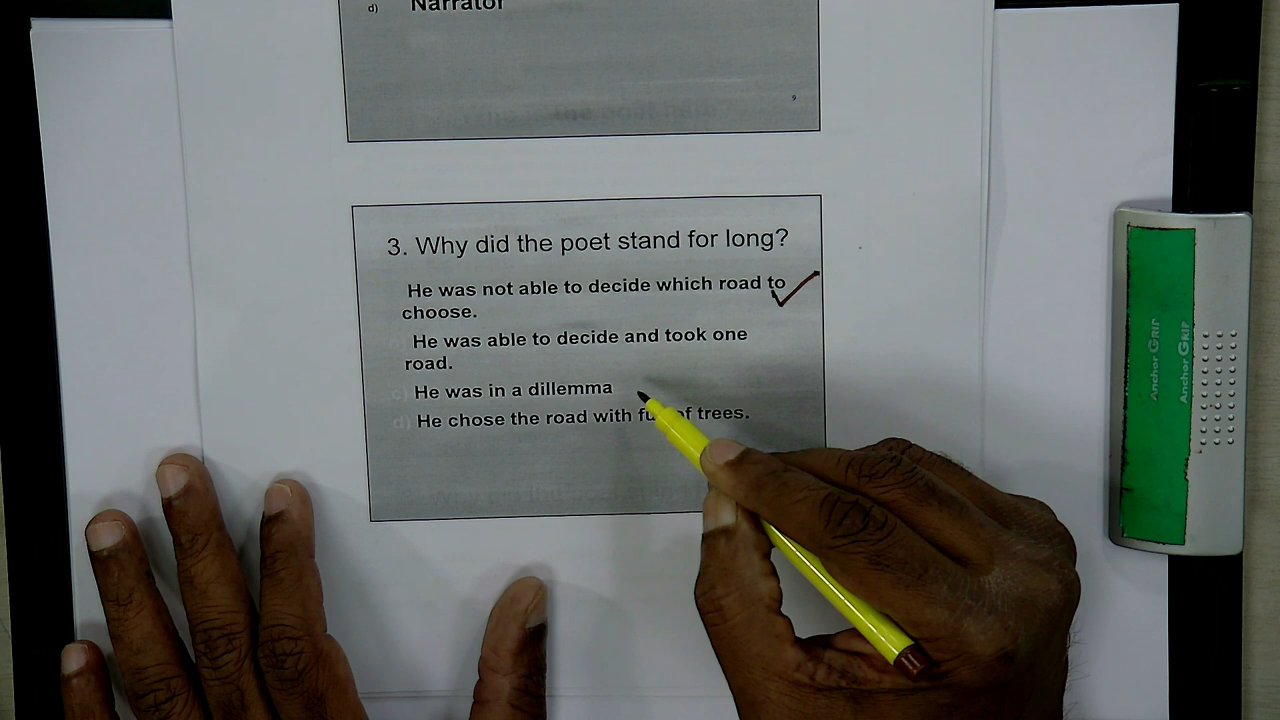 d) Narrator
9
3. Why did the poet stand for long?
He was not able to decide which road to
choose.
He was able to decide and took one
road.
c) He was in a dillemma
d) He chose the road with of trees.
Anchor GRIP
Anchor GRIP